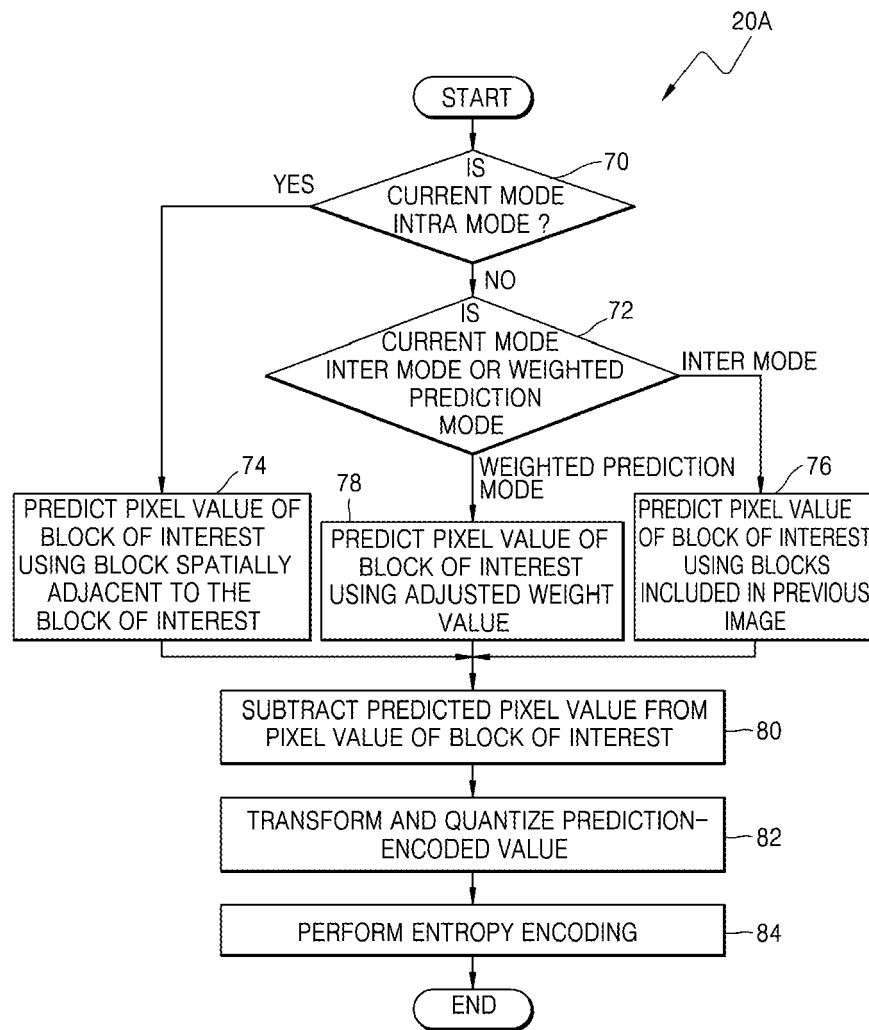 20A
START
70
IS
CURRENT MODE
INTRA MODE ?
YES
NO
72
IS
CURRENT MODE
INTER MODE OR WEIGHTED
PREDICTION
MODE
INTER MODE
WEIGHTED PREDICTION
MODE
74
PREDICT PIXEL VALUE OF
BLOCK OF INTEREST
USING BLOCK SPATIALLY
ADJACENT TO THE
BLOCK OF INTEREST
78
PREDICT PIXEL VALUE OF
BLOCK OF INTEREST
USING ADJUSTED WEIGHT
VALUE
76
PREDICT PIXEL VALUE
OF BLOCK OF INTEREST
USING BLOCKS
INCLUDED IN PREVIOUS
IMAGE
SUBTRACT PREDICTED PIXEL VALUE FROM
PIXEL VALUE OF BLOCK OF INTEREST
80
TRANSFORM AND QUANTIZE PREDICTION-
ENCODED VALUE
82
PERFORM ENTROPY ENCODING
84
END